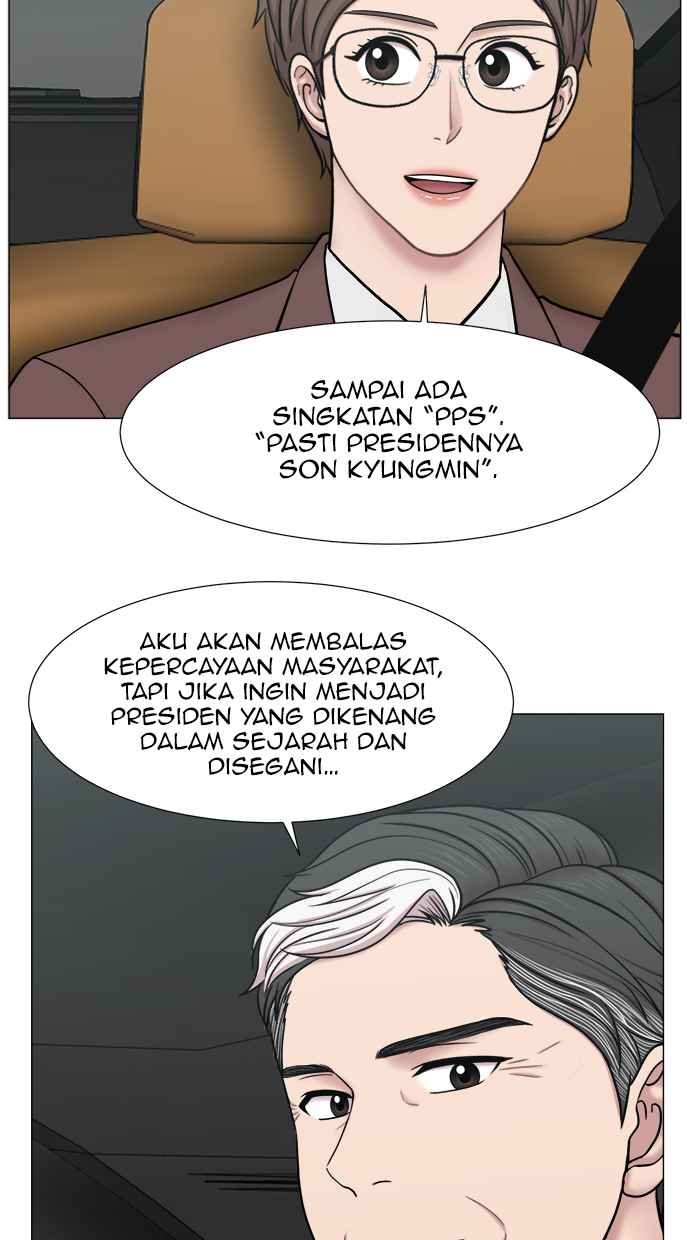 SAMPAI ADA
SINGKATAN "PPS".
"PASTI PRESIDENNYA
SON KYUNGMIN".
AKU AKAN MEMBALAS
KEPERCAYAAN MASYARAKAT,
TAPI JIKA INGIN MENJADI
PRESIDEN YANG DIKENANG
DALAM SEJARAH DAN
DISEGANI...